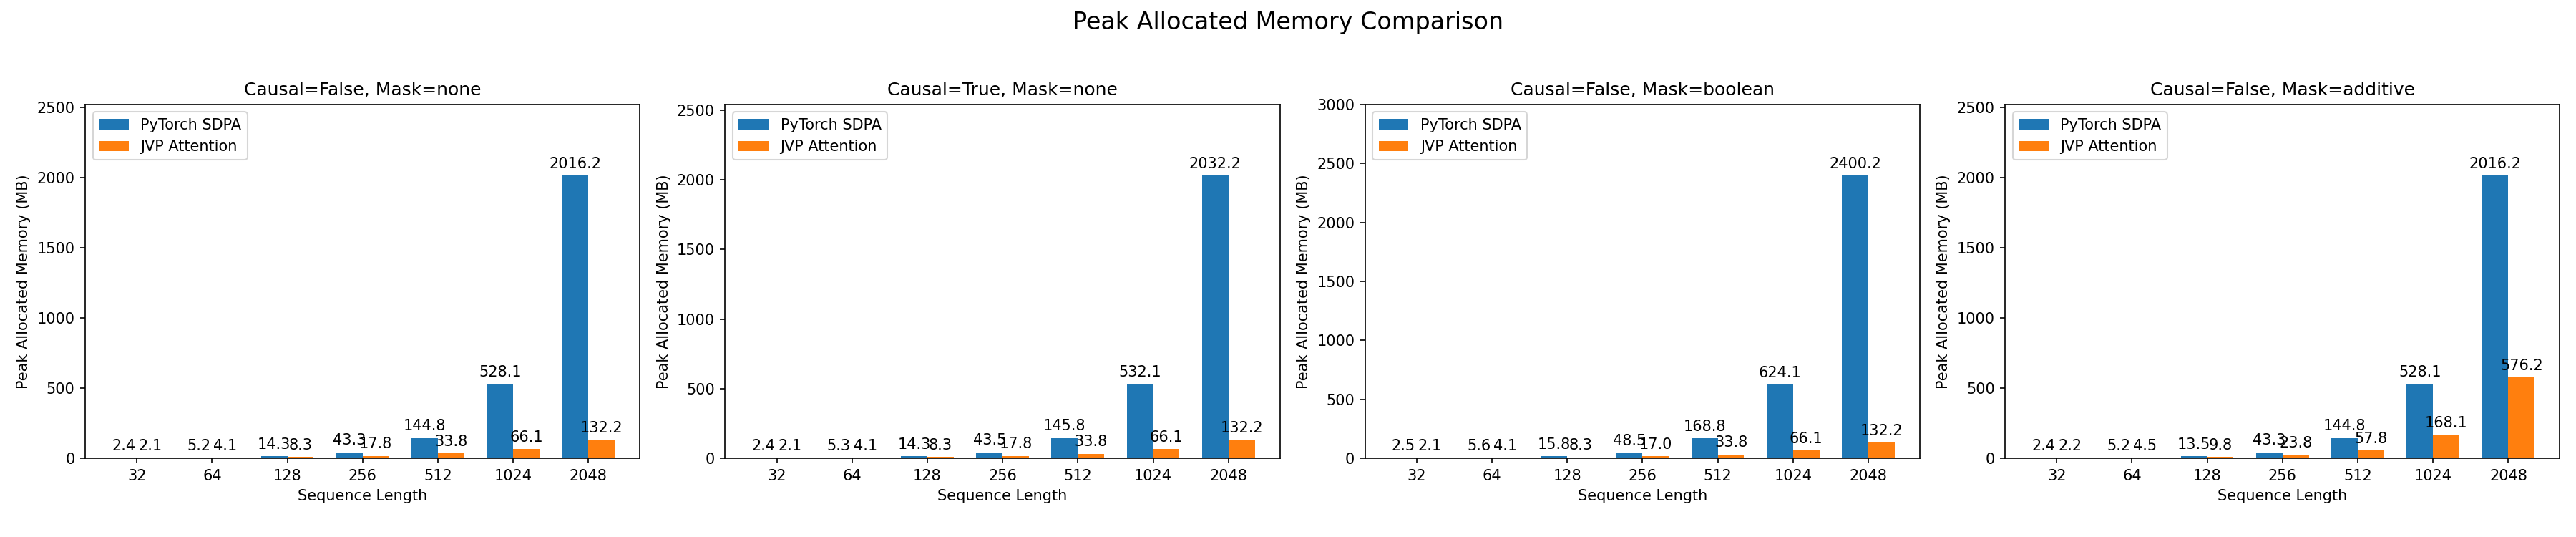 Peak Allocated Memory Comparison
Causal=False, Mask=none
Peak Allocated Memory (MB)
2500
2000
1500
1000
500
0
PyTorch SDPA
JVP Attention
2.4 2.1
5.2 4.1
14.3 8.3
43.3 17.8
144.8 33.8
528.1 66.1
2016.2 132.2
32 64 128 256 512 1024 2048
Sequence Length
Causal=True, Mask=none
Peak Allocated Memory (MB)
2500
2000
1500
1000
500
0
PyTorch SDPA
JVP Attention
2.4 2.1
5.3 4.1
14.3 8.3
43.5 17.8
145.8 33.8
532.1 66.1
2032.2 132.2
32 64 128 256 512 1024 2048
Sequence Length
Causal=False, Mask=boolean
Peak Allocated Memory (MB)
3000
2500
2000
1500
1000
500
0
PyTorch SDPA
JVP Attention
2.5 2.1
5.6 4.1
15.8 8.3
48.5 17.0
168.8 33.8
624.1 66.1
2400.2 132.2
32 64 128 256 512 1024 2048
Sequence Length
Causal=False, Mask=additive
Peak Allocated Memory (MB)
2500
2000
1500
1000
500
0
PyTorch SDPA
JVP Attention
2.4 2.2
5.2 4.5
13.5 9.8
43.3 23.8
144.8 57.8
528.1 168.1
2016.2 576.2
32 64 128 256 512 1024 2048
Sequence Length